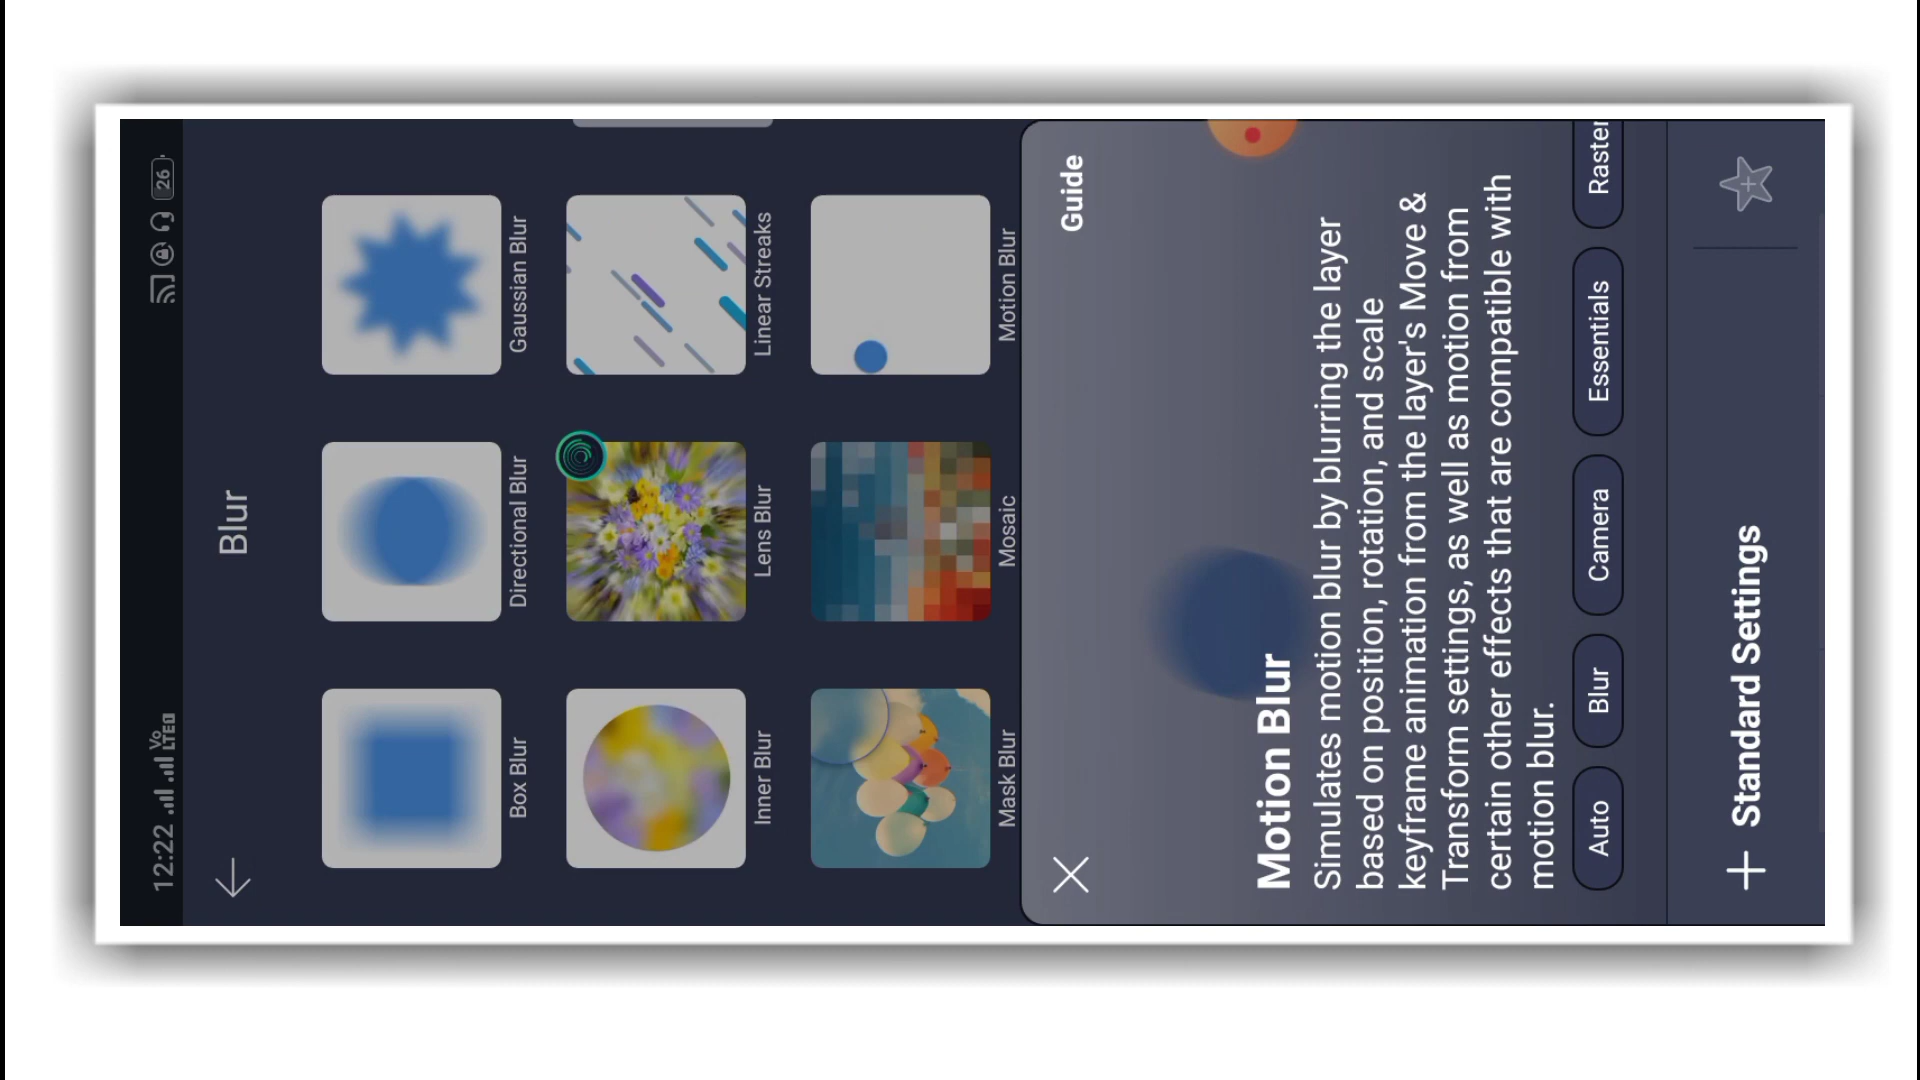 12:22 Vo LTE1 26
Blur
Box Blur Directional Blur Gaussian Blur
Inner Blur Lens Blur Linear Streaks
Mask Blur Mosaic Motion Blur
Guide
Motion Blur
Simulates motion blur by blurring the layer
based on position, rotation, and scale
keyframe animation from the layer's Move &
Transform settings, as well as motion from
certain other effects that are compatible with
motion blur.
Auto Blur Camera Essentials Raster
Standard Settings